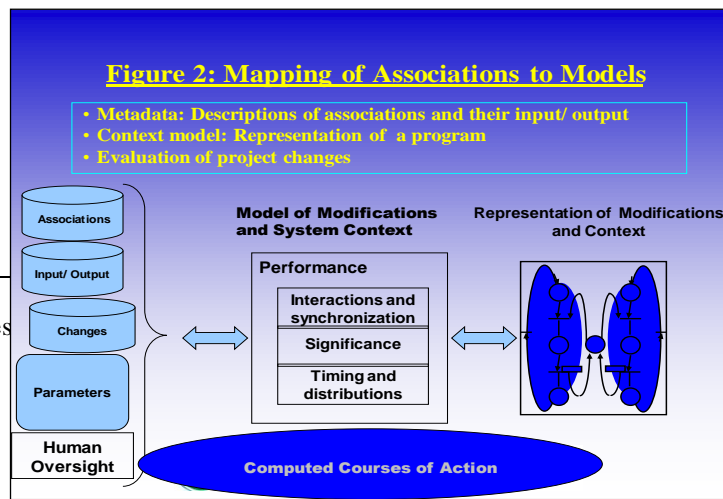 Figure 2: Mapping of Associations to Models
• Metadata: Descriptions of associations and their input/ output
• Context model: Representation of a program
• Evaluation of project changes
Associations
Input/ Output
Changes
Parameters
Human
Oversight
Model of Modifications
and System Context
Performance
Interactions and
synchronization
Significance
Timing and
distributions
Representation of Modifications
and Context
Computed Courses of Action